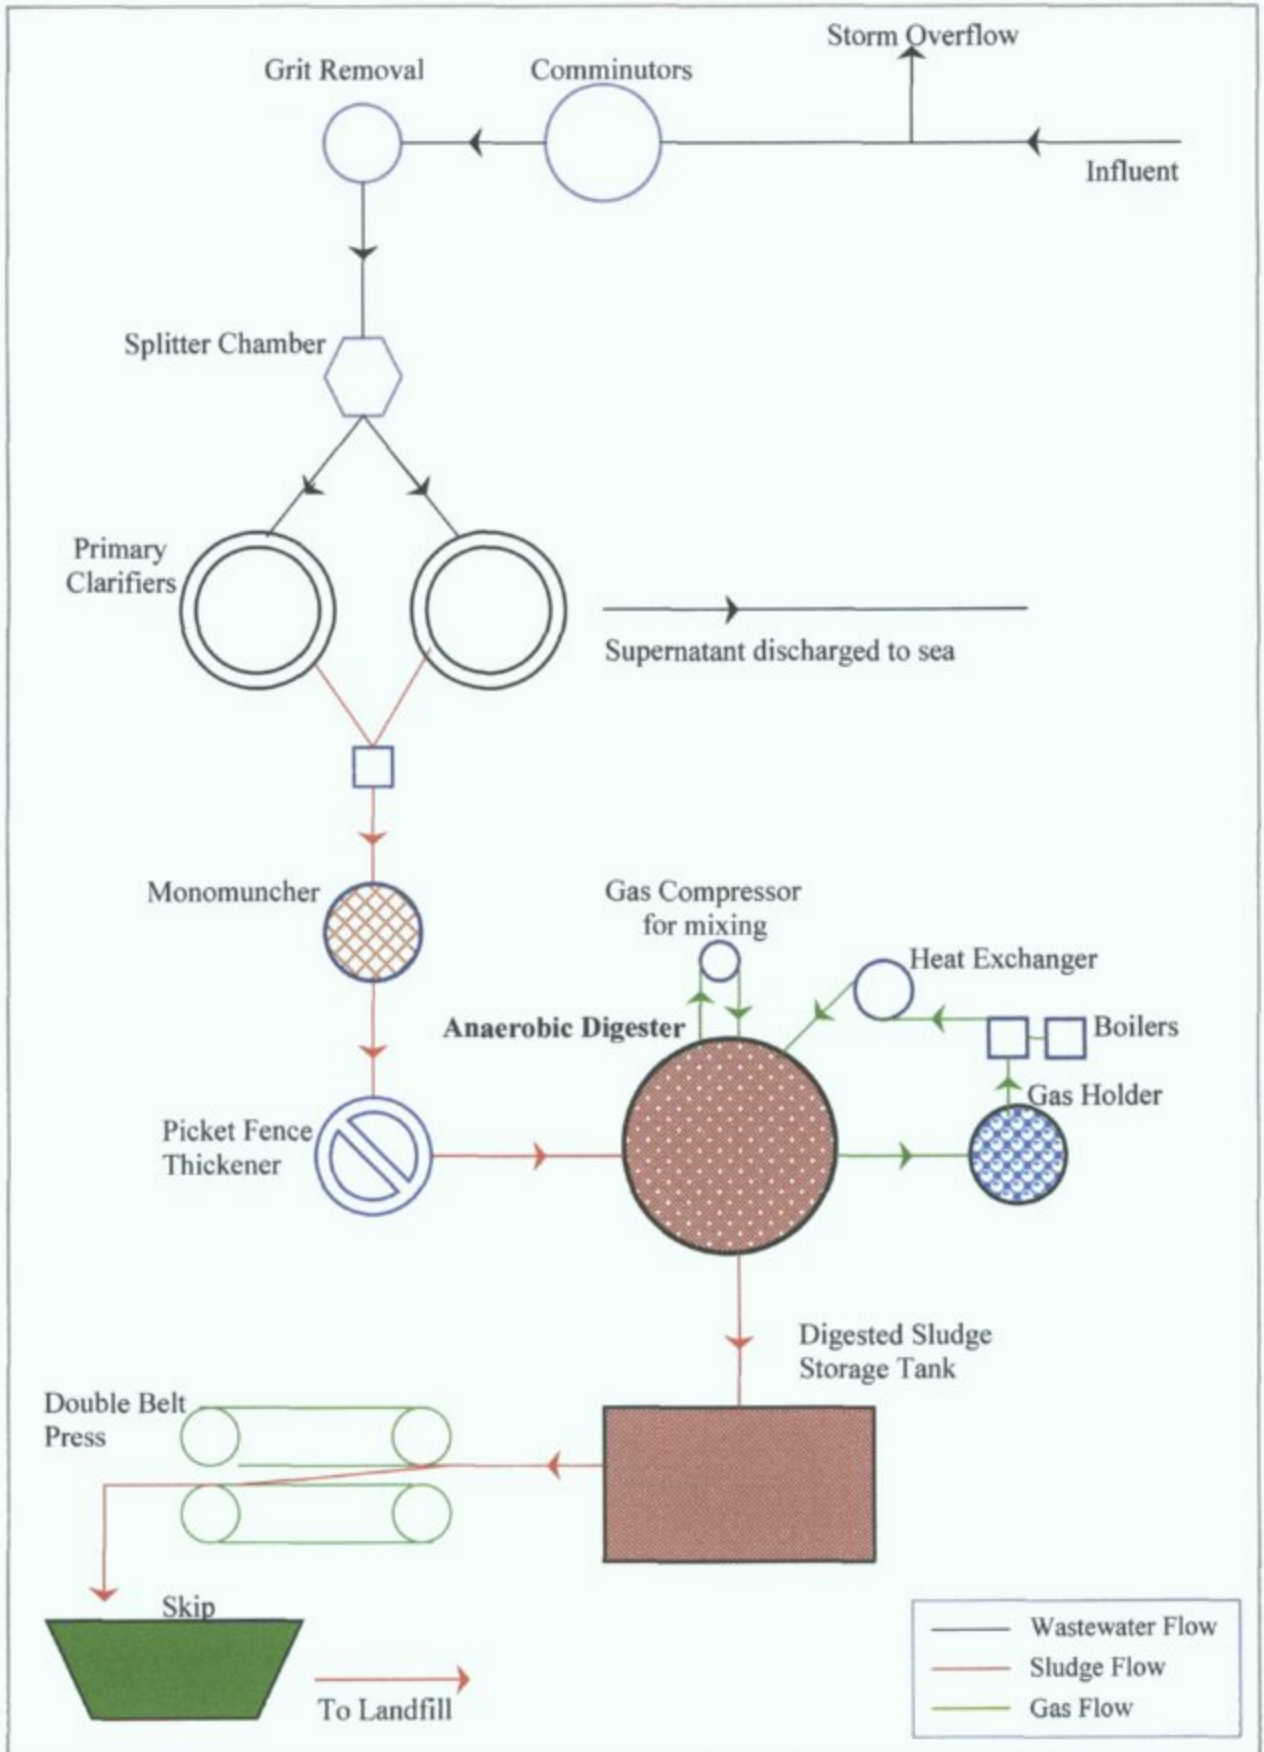 Storm Overflow
Grit Removal
Comminutors
Influent
Splitter Chamber
Primary
Clarifiers
Supernatant discharged to sea
Monomuncher
Gas Compressor
for mixing
Heat Exchanger
Anaerobic Digester
Boilers
Gas Holder
Picket Fence
Thickener
Digested Sludge
Storage Tank
Double Belt
Press
Skip
To Landfill
Wastewater Flow
Sludge Flow
Gas Flow